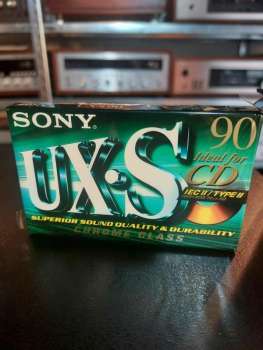 SONY®
90
Ideal for
CD
UX·S
IEC II / TYPE II
SUPERIOR SOUND QUALITY & DURABILITY
CHROME CLASS